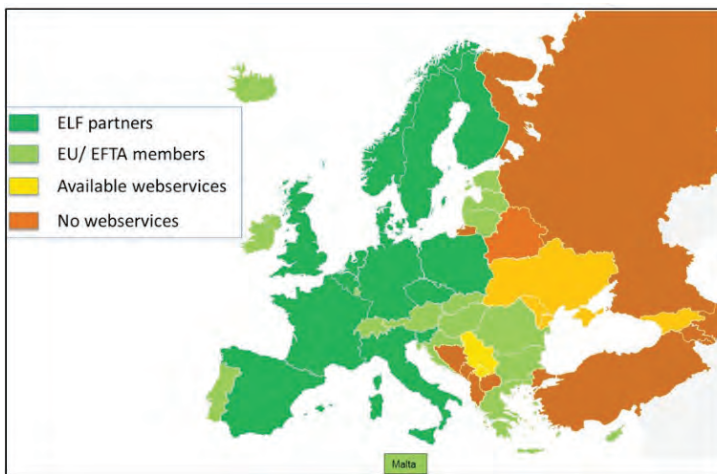 ELF partners
EU/ EFTA members
Available webservices
No webservices
Malta